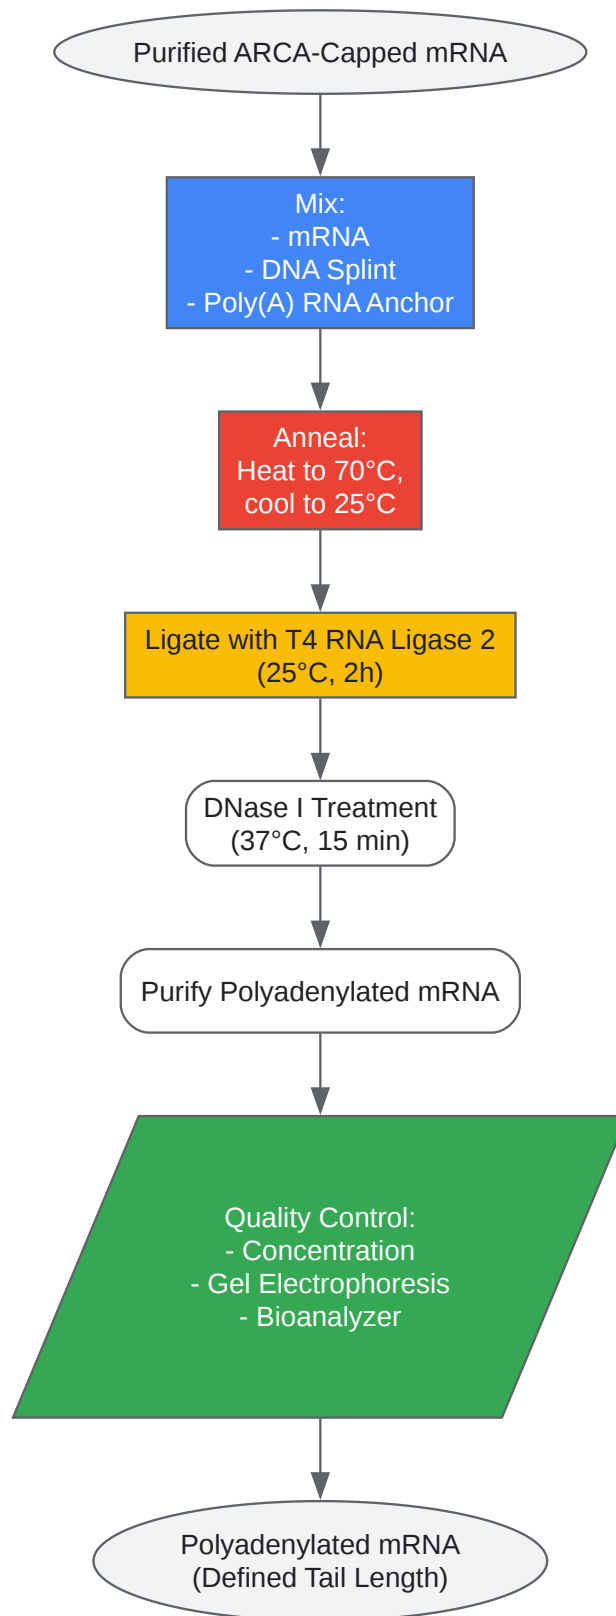 Purified ARCA-Capped mRNA
Mix:
- mRNA
- DNA Splint
- Poly(A) RNA Anchor
Anneal:
Heat to 70°C,
cool to 25°C
Ligate with T4 RNA Ligase 2
(25°C, 2h)
DNase I Treatment
(37°C, 15 min)
Purify Polyadenylated mRNA
Quality Control:
- Concentration
- Gel Electrophoresis
- Bioanalyzer
Polyadenylated mRNA
(Defined Tail Length)